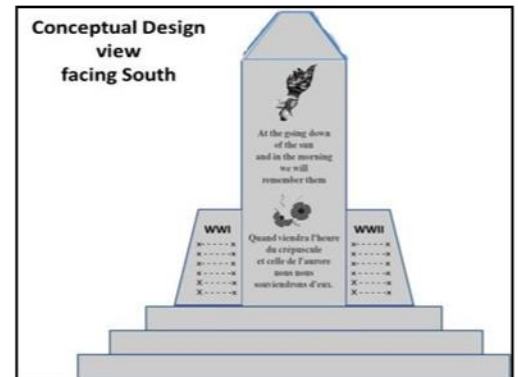 Conceptual Design
view
facing South
At the going down
of the sun
and in the morning
we will
remember them
WWI
x-----x
x-----x
x-----x
x-----x
x-----x
x-----x
Quand viendra l'heure
du crépuscule
et celle de l'aurore
nous nous
souviendrons d'eux.
WWII
x-----x
x-----x
x-----x
x-----x
x-----x
x-----x